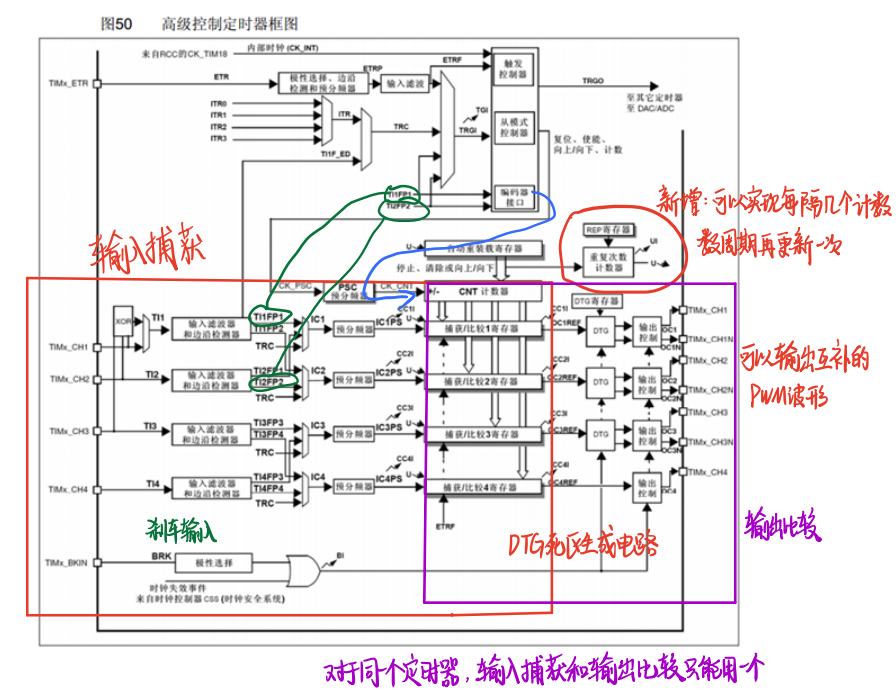 图50 高级控制定时器框图
内部时钟 (CK_INT)
来自RCC的CK_TIM18
触发
控制器
TRGO
至其它定时器
至 DAC/ADC
TIMx_ETR
ETR
极性选择、边沿
检测和预分频器
ETRP
输入滤波
ETRF
ITR0
ITR1
ITR2
ITR3
ITR
TRC
TI1F_ED
TGI
TRGI
从模式
控制器
复位、使能、
向上/向下、计数
TI1FP1
TI2FP2
编码器
接口
新增：可以实现每隔几个计数
数周期再更新一次
REP寄存器
重复次数
计数器
UI
U
输入捕获
U
自动重装载寄存器
停止、清除或向上/向下
CK_PSC
PSC
预分频器
CK_CNT
+/-
CNT 计数器
DTG寄存器
XOR
TI1
TIMx_CH1
输入滤波器
和边沿检测器
TI1FP1
TI1FP2
TRC
IC1
预分频器
IC1PS
CC1I
U
捕获/比较1寄存器
CC1I
OC1REF
DTG
输出
控制
OC1
OC1N
TIMx_CH1
TIMx_CH1N
TIMx_CH2
TI2
输入滤波器
和边沿检测器
TI2FP1
TI2FP2
TRC
IC2
预分频器
IC2PS
CC2I
U
捕获/比较2寄存器
CC2I
OC2REF
DTG
输出
控制
OC2
OC2N
TIMx_CH2
TIMx_CH2N
可以输出互补的
PWM波形
TIMx_CH3
TI3
输入滤波器
和边沿检测器
TI3FP3
TI3FP4
TRC
IC3
预分频器
IC3PS
CC3I
U
捕获/比较3寄存器
CC3I
OC3REF
DTG
输出
控制
OC3
OC3N
TIMx_CH3
TIMx_CH3N
TIMx_CH4
TI4
输入滤波器
和边沿检测器
TI4FP3
TI4FP4
TRC
IC4
预分频器
IC4PS
CC4I
U
捕获/比较4寄存器
CC4I
OC4REF
输出
控制
OC4
TIMx_CH4
ETRF
刹车输入
DTG死区生成电路
输出比较
TIMx_BKIN
BRK
极性选择
BI
时钟失效事件
来自时钟控制器 CSS (时钟安全系统)
对于同个定时器，输入捕获和输出比较只能用一个